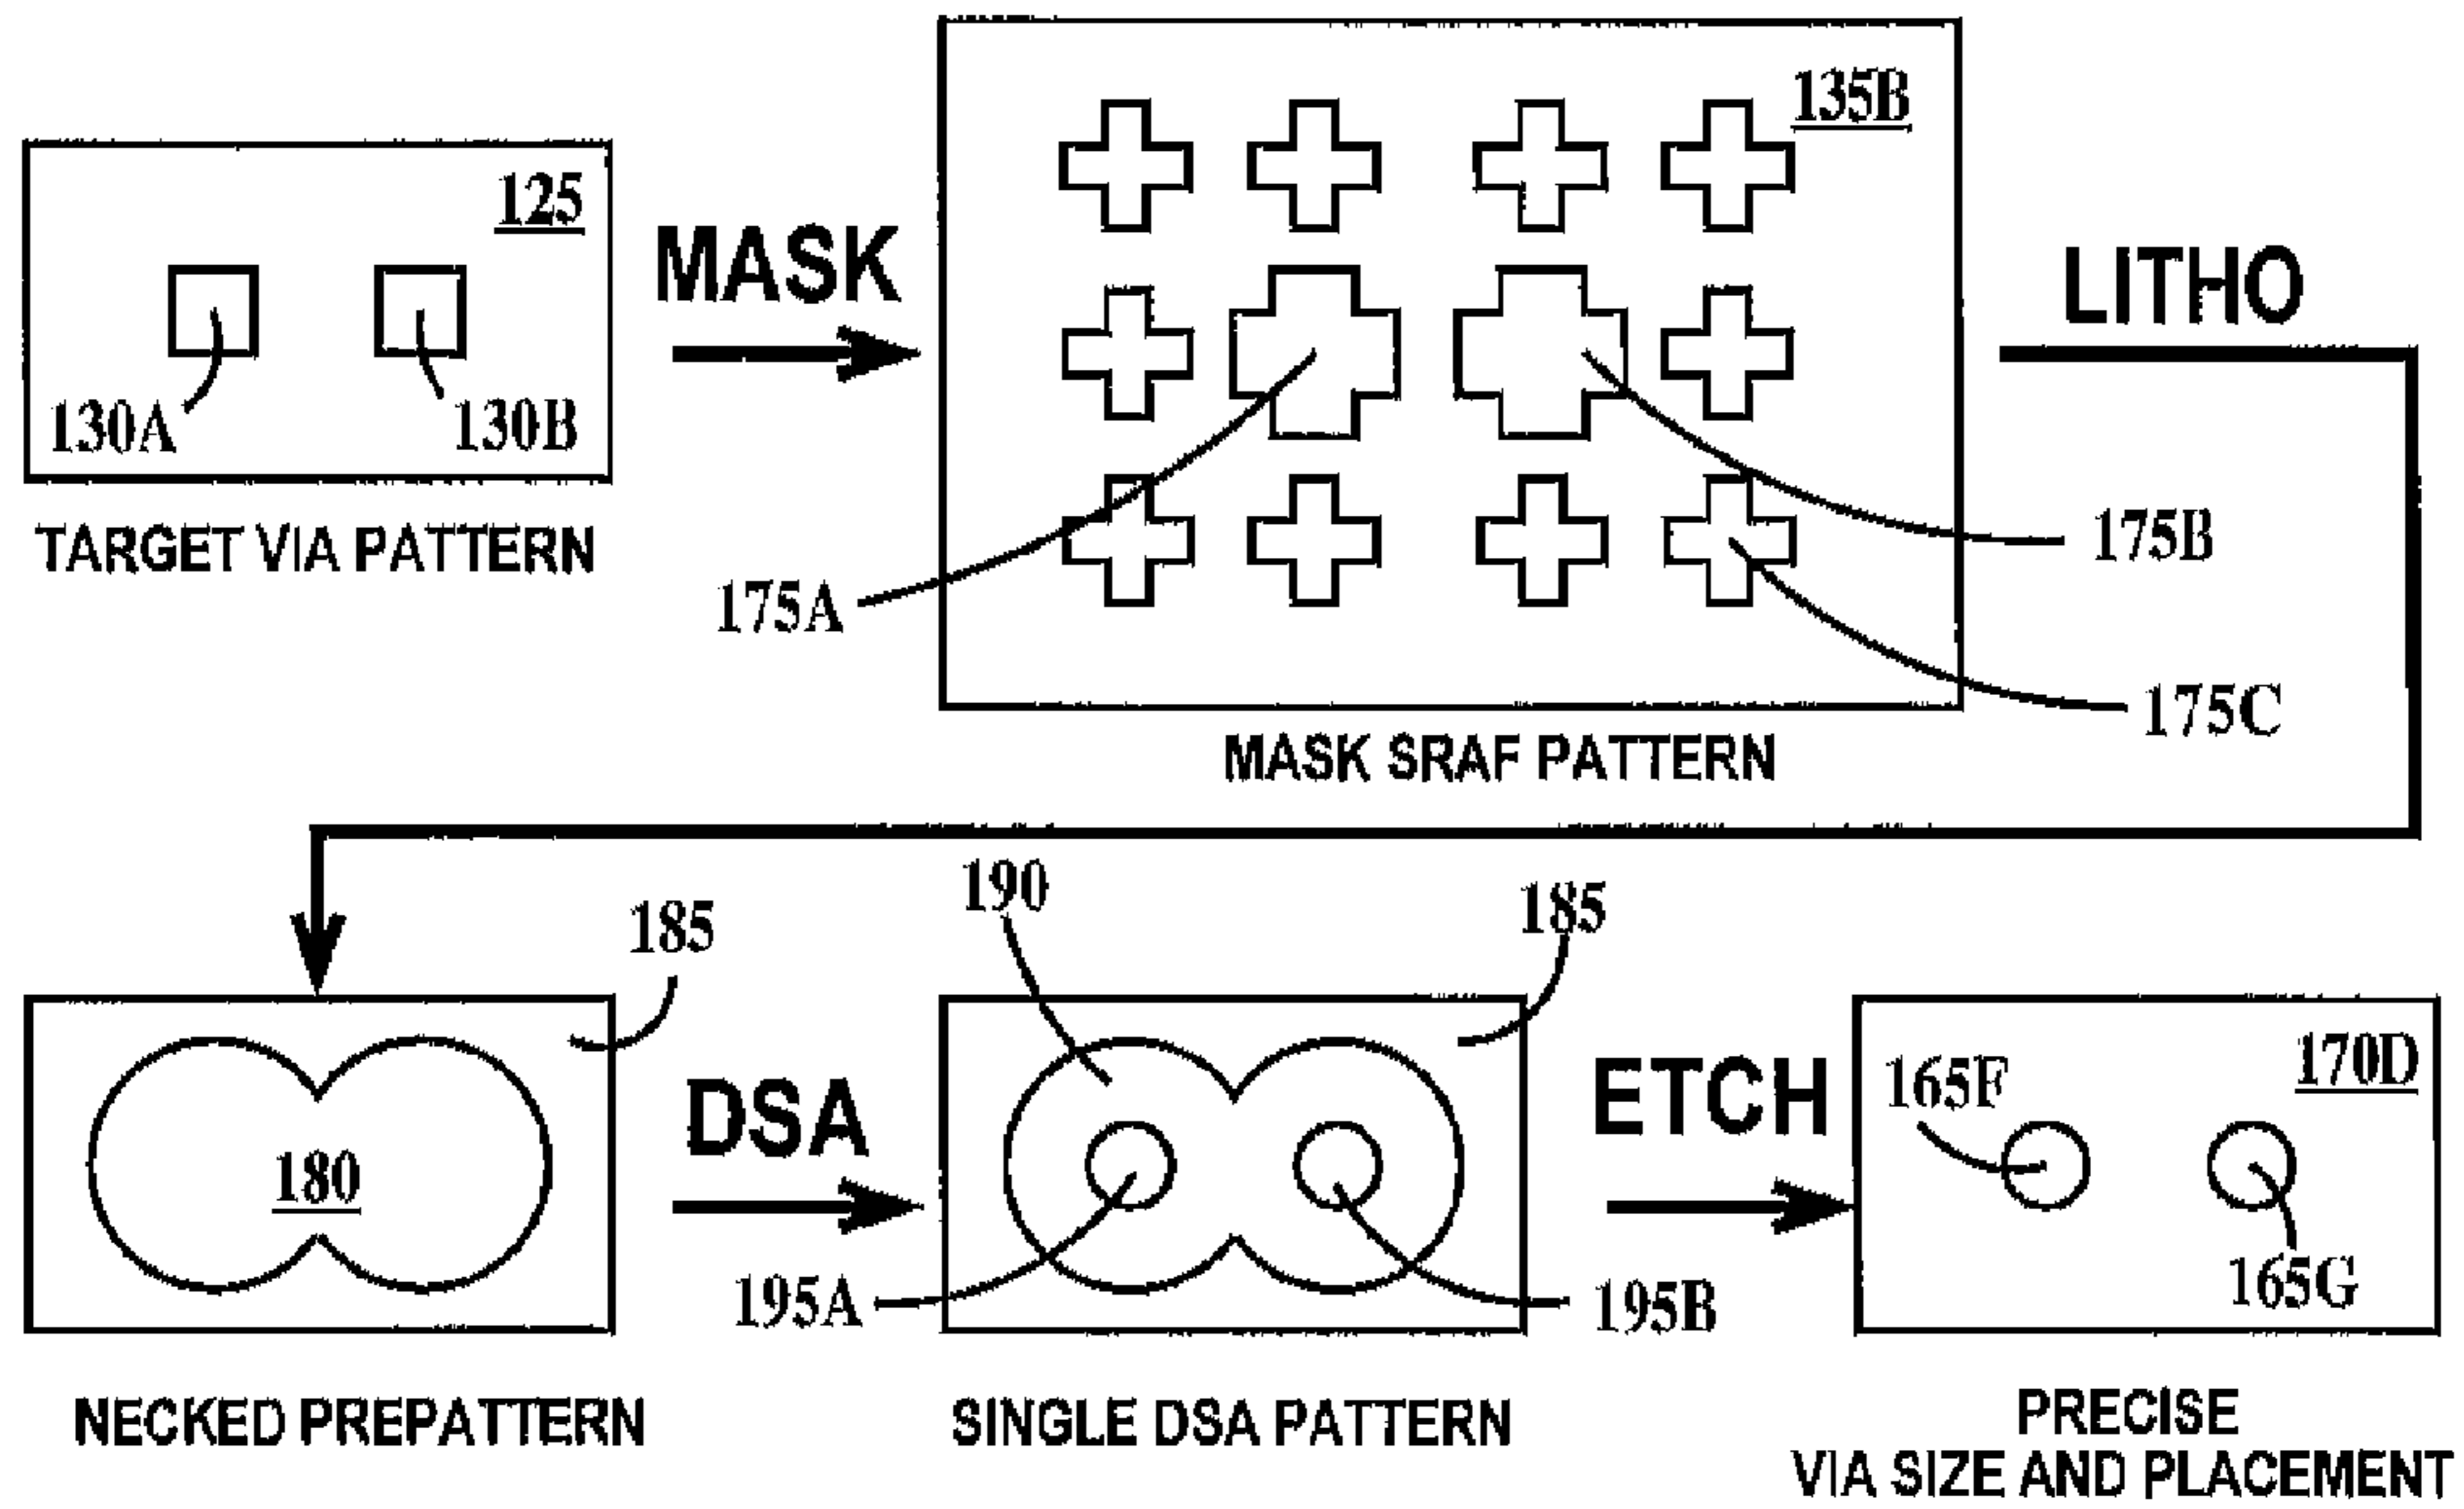 125
130A
130B
TARGET VIA PATTERN
MASK
135B
175A
175B
175C
MASK SRAF PATTERN
LITHO
185
180
NECKED PREPATTERN
DSA
190
185
195A
195B
SINGLE DSA PATTERN
ETCH
165F
170D
165G
PRECISE
VIA SIZE AND PLACEMENT